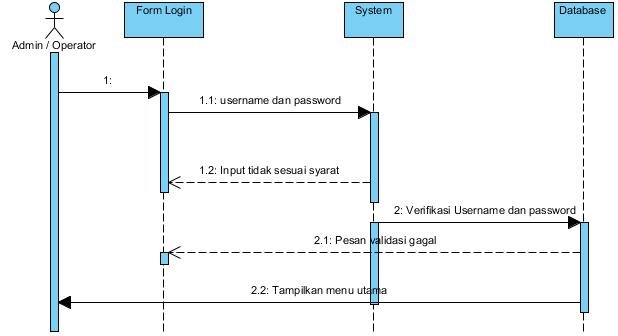 Form Login
System
Database
Admin / Operator
1:
1.1: username dan password
1.2: Input tidak sesuai syarat
2: Verifikasi Username dan password
2.1: Pesan validasi gagal
2.2: Tampilkan menu utama